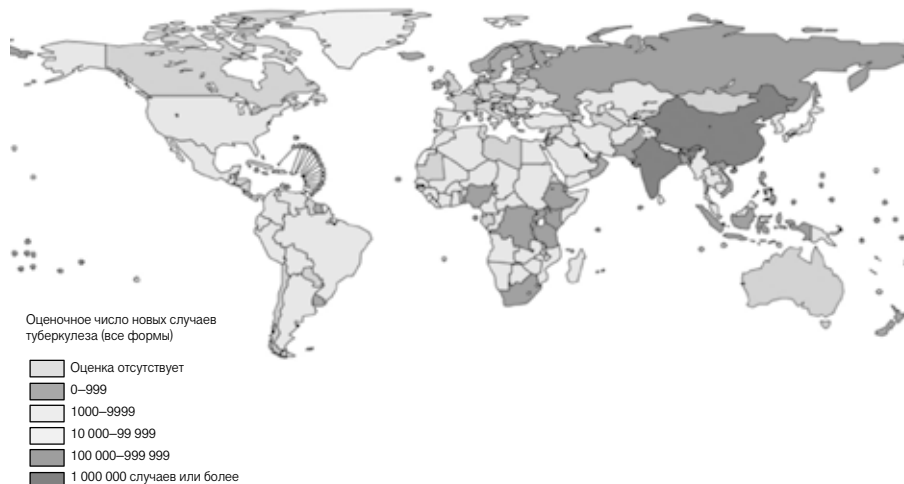 Оценочное число новых случаев
туберкулеза (все формы)
Оценка отсутствует
0–999
1000–9999
10 000–99 999
100 000–999 999
1 000 000 случаев или более